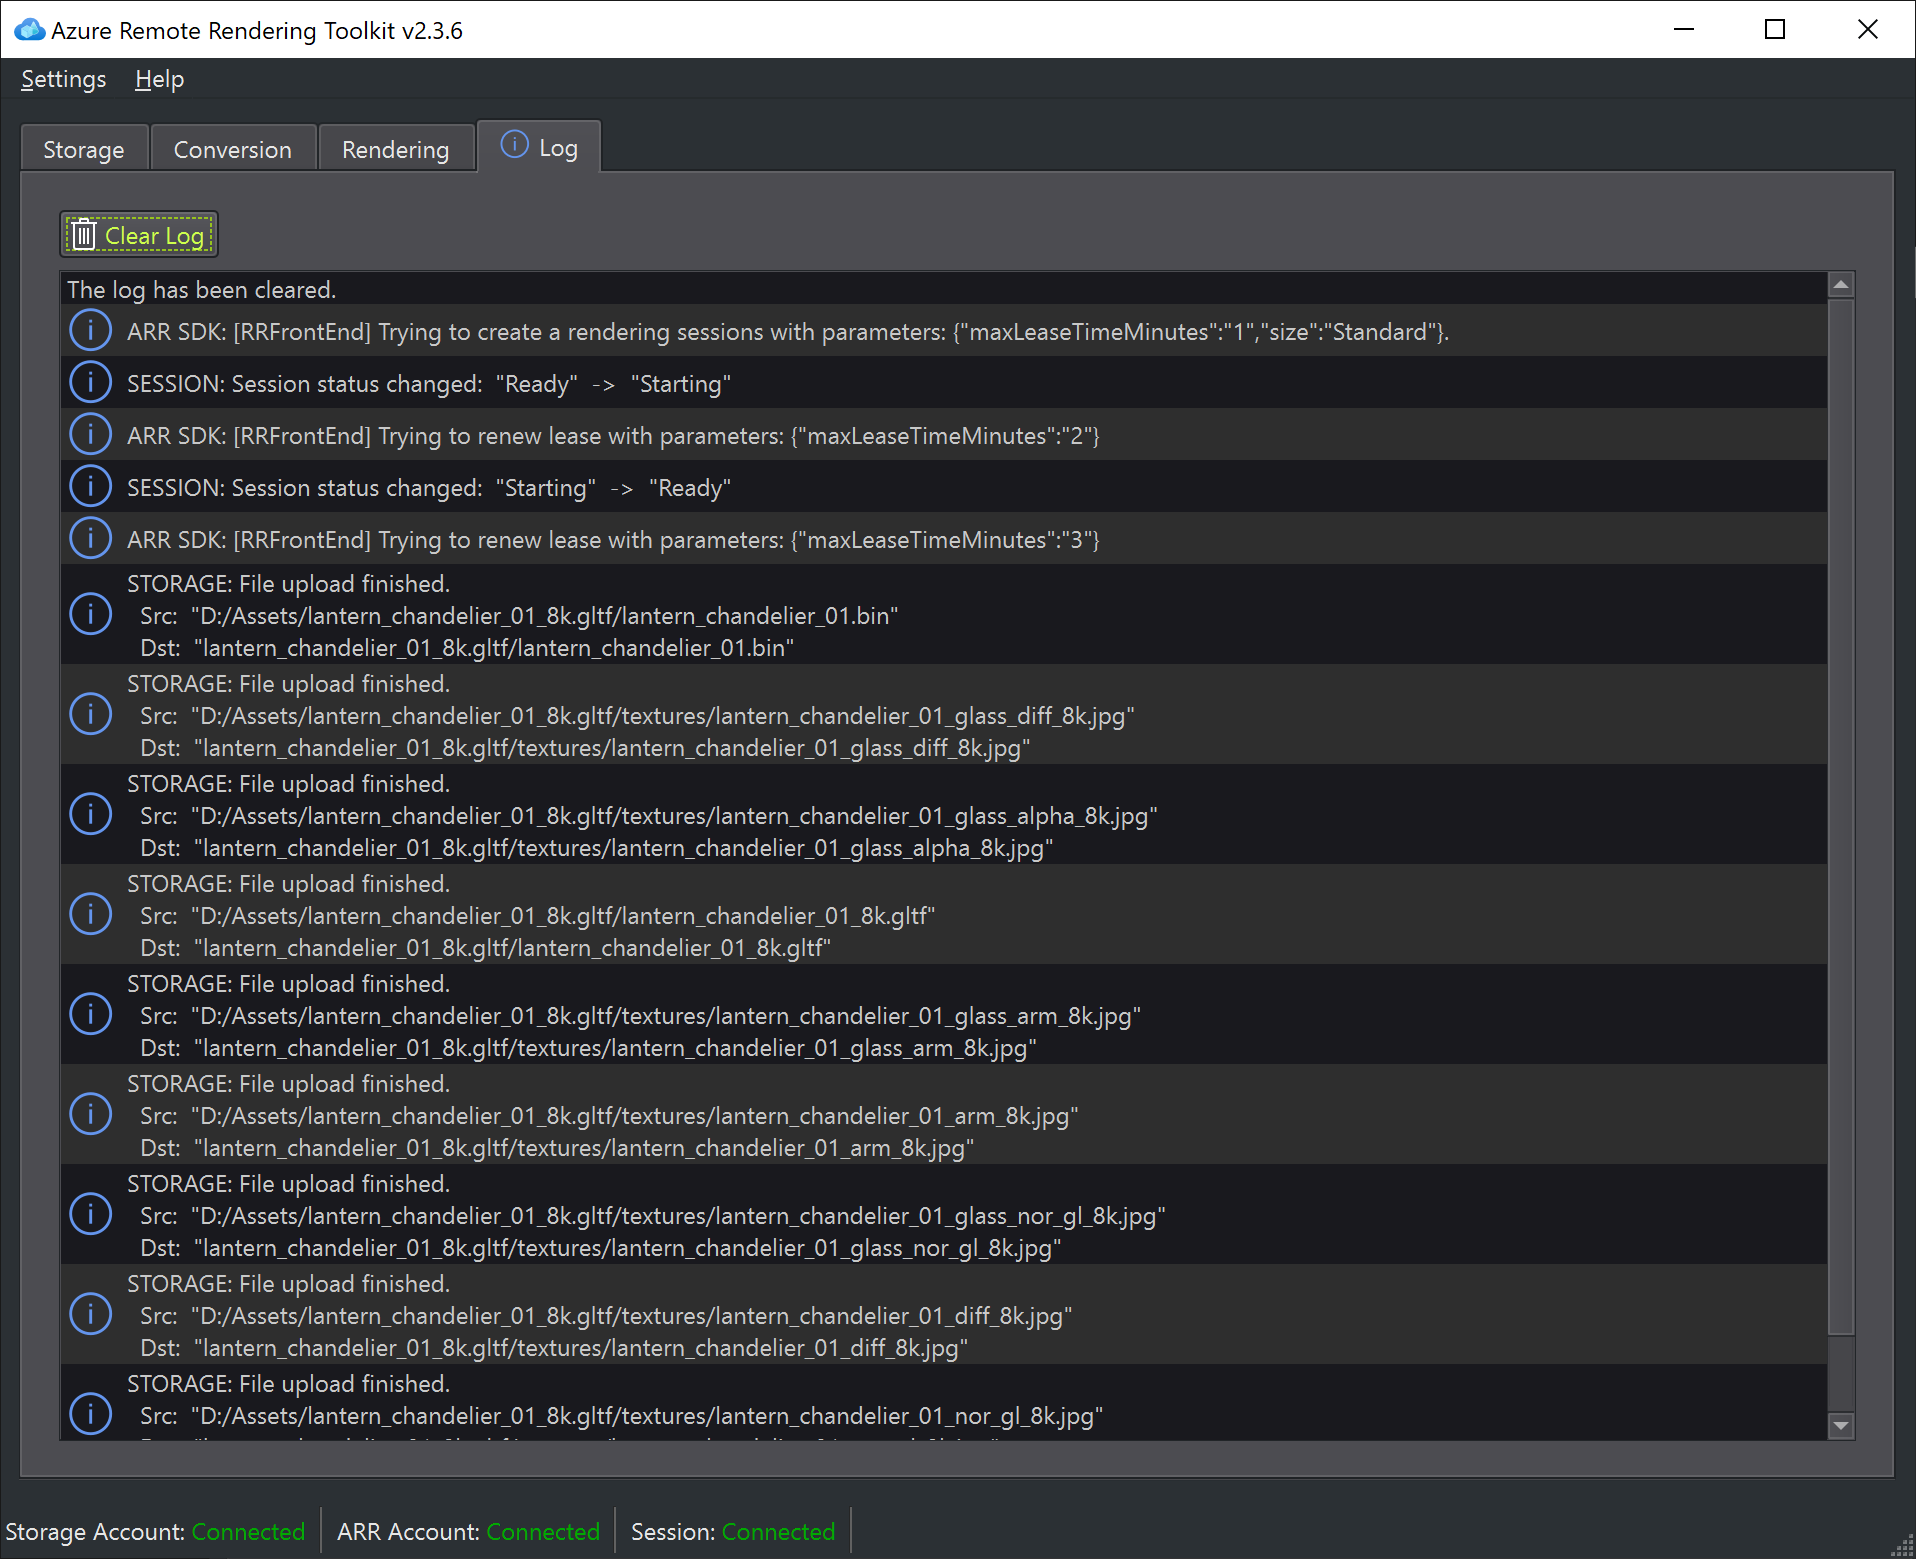 Azure Remote Rendering Toolkit v2.3.6
Settings Help
Storage Conversion Rendering Log
Clear Log
The log has been cleared.
ARR SDK: [RRFrontEnd] Trying to create a rendering sessions with parameters: {"maxLeaseTimeMinutes":"1","size":"Standard"}.
SESSION: Session status changed: "Ready" -> "Starting"
ARR SDK: [RRFrontEnd] Trying to renew lease with parameters: {"maxLeaseTimeMinutes":"2"}
SESSION: Session status changed: "Starting" -> "Ready"
ARR SDK: [RRFrontEnd] Trying to renew lease with parameters: {"maxLeaseTimeMinutes":"3"}
STORAGE: File upload finished.
Src: "D:/Assets/lantern_chandelier_01_8k.gltf/lantern_chandelier_01.bin"
Dst: "lantern_chandelier_01_8k.gltf/lantern_chandelier_01.bin"
STORAGE: File upload finished.
Src: "D:/Assets/lantern_chandelier_01_8k.gltf/textures/lantern_chandelier_01_glass_diff_8k.jpg"
Dst: "lantern_chandelier_01_8k.gltf/textures/lantern_chandelier_01_glass_diff_8k.jpg"
STORAGE: File upload finished.
Src: "D:/Assets/lantern_chandelier_01_8k.gltf/textures/lantern_chandelier_01_glass_alpha_8k.jpg"
Dst: "lantern_chandelier_01_8k.gltf/textures/lantern_chandelier_01_glass_alpha_8k.jpg"
STORAGE: File upload finished.
Src: "D:/Assets/lantern_chandelier_01_8k.gltf/lantern_chandelier_01_8k.gltf"
Dst: "lantern_chandelier_01_8k.gltf/lantern_chandelier_01_8k.gltf"
STORAGE: File upload finished.
Src: "D:/Assets/lantern_chandelier_01_8k.gltf/textures/lantern_chandelier_01_glass_arm_8k.jpg"
Dst: "lantern_chandelier_01_8k.gltf/textures/lantern_chandelier_01_glass_arm_8k.jpg"
STORAGE: File upload finished.
Src: "D:/Assets/lantern_chandelier_01_8k.gltf/textures/lantern_chandelier_01_arm_8k.jpg"
Dst: "lantern_chandelier_01_8k.gltf/textures/lantern_chandelier_01_arm_8k.jpg"
STORAGE: File upload finished.
Src: "D:/Assets/lantern_chandelier_01_8k.gltf/textures/lantern_chandelier_01_glass_nor_gl_8k.jpg"
Dst: "lantern_chandelier_01_8k.gltf/textures/lantern_chandelier_01_glass_nor_gl_8k.jpg"
STORAGE: File upload finished.
Src: "D:/Assets/lantern_chandelier_01_8k.gltf/textures/lantern_chandelier_01_diff_8k.jpg"
Dst: "lantern_chandelier_01_8k.gltf/textures/lantern_chandelier_01_diff_8k.jpg"
STORAGE: File upload finished.
Src: "D:/Assets/lantern_chandelier_01_8k.gltf/textures/lantern_chandelier_01_nor_gl_8k.jpg"
Storage Account: Connected ARR Account: Connected Session: Connected